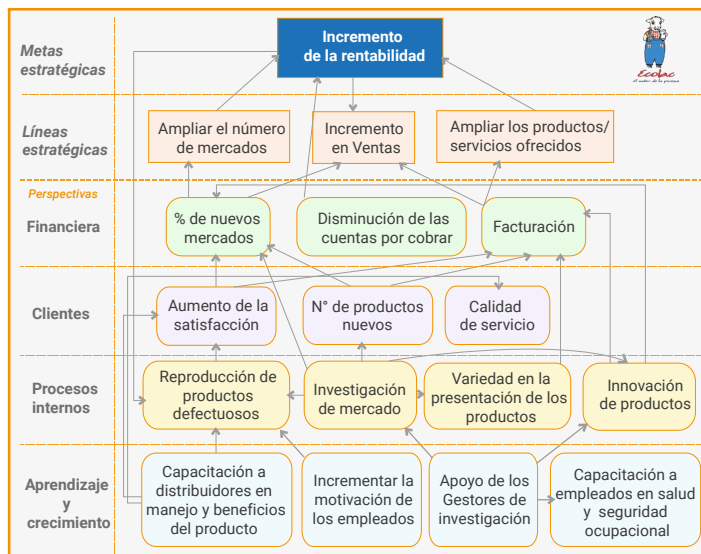 Metas
estratégicas
Incremento
de la rentabilidad
Ecolac
Líneas
estratégicas
Ampliar el número
de mercados
Incremento
en Ventas
Ampliar los productos/
servicios ofrecidos
Perspectivas
Financiera
% de nuevos
mercados
Disminución de las
cuentas por cobrar
Facturación
Clientes
Aumento de la
satisfacción
N° de productos
nuevos
Calidad
de servicio
Procesos
internos
Reproducción de
productos
defectuosos
Investigación
de mercado
Variedad en la
presentación de los
productos
Innovación
de productos
Aprendizaje
y
crecimiento
Capacitación a
distribuidores en
manejo y beneficios
del producto
Incrementar la
motivación de
los empleados
Apoyo de los
Gestores de
investigación
Capacitación a
empleados en salud
y seguridad
ocupacional